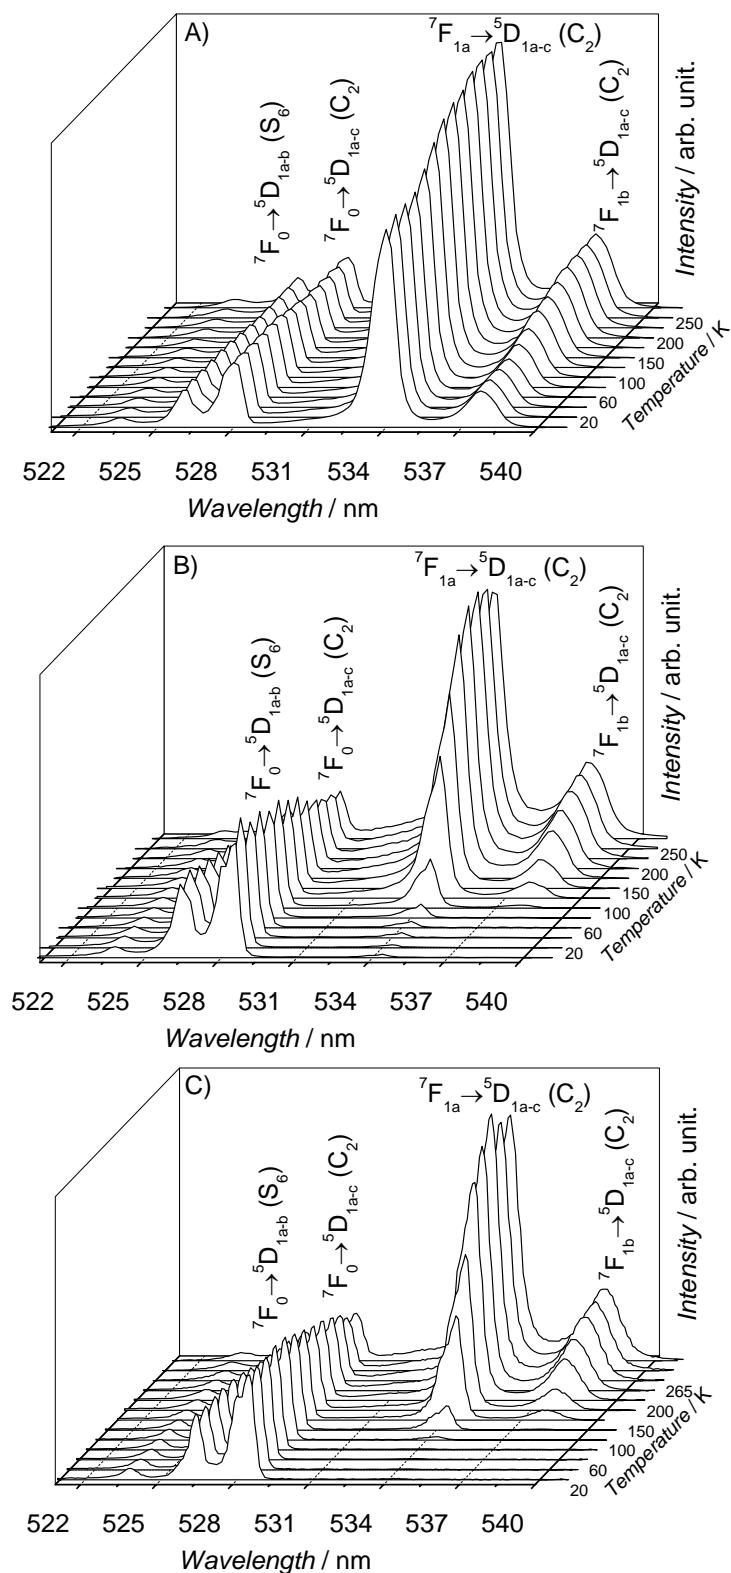 A)
⁷F₁ₐ→⁵D₁ₐ₋c (C₂)
⁷F₀→⁵D₁ₐ₋b (S₆)
⁷F₀→⁵D₁ₐ₋c (C₂)
⁷F₁b→⁵D₁ₐ₋c (C₂)
Intensity / arb. unit.
250
200
150
100
60
20
Temperature / K
522 525 528 531 534 537 540
Wavelength / nm
B)
⁷F₁ₐ→⁵D₁ₐ₋c (C₂)
⁷F₀→⁵D₁ₐ₋b (S₆)
⁷F₀→⁵D₁ₐ₋c (C₂)
⁷F₁b→⁵D₁ₐ₋c (C₂)
Intensity / arb. unit.
250
200
150
100
60
20
Temperature / K
522 525 528 531 534 537 540
Wavelength / nm
C)
⁷F₁ₐ→⁵D₁ₐ₋c (C₂)
⁷F₀→⁵D₁ₐ₋b (S₆)
⁷F₀→⁵D₁ₐ₋c (C₂)
⁷F₁b→⁵D₁ₐ₋c (C₂)
Intensity / arb. unit.
265
200
150
100
60
20
Temperature / K
522 525 528 531 534 537 540
Wavelength / nm